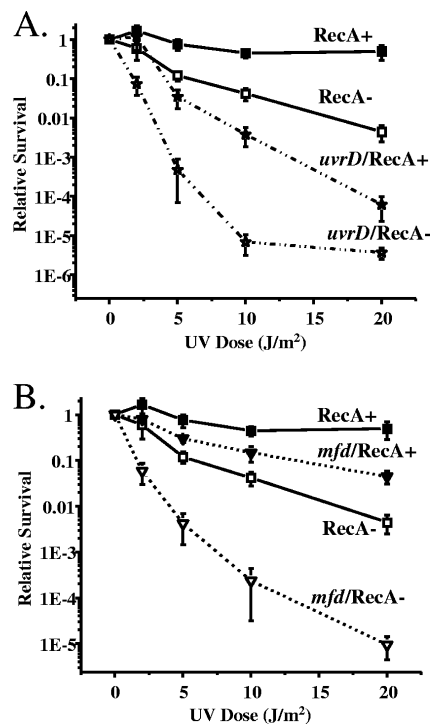 A.
RecA+
1
0.1
RecA-
0.01
uvrD/RecA+
1E-3
1E-4
uvrD/RecA-
1E-5
1E-6
Relative Survival
0 5 10 15 20
UV Dose (J/m²)
B.
RecA+
1
mfd/RecA+
0.1
0.01
RecA-
1E-3
mfd/RecA-
1E-4
1E-5
Relative Survival
0 5 10 15 20
UV Dose (J/m²)